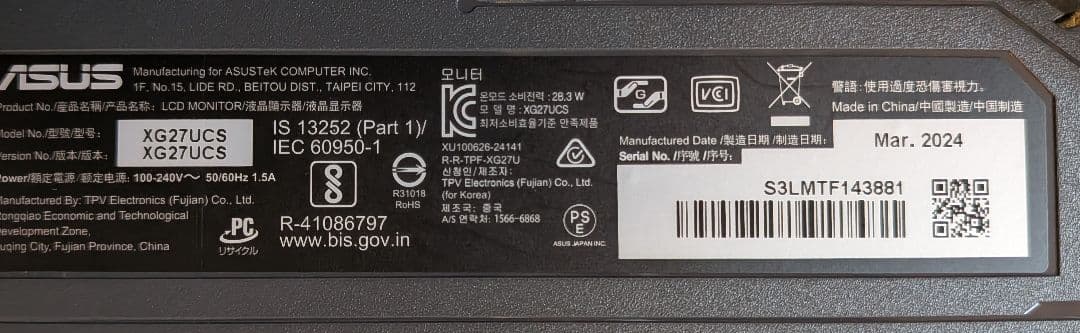 ASUS
Manufacturing for ASUSTeK COMPUTER INC.
1F, No.15, LIDE RD., BEITOU DIST., TAIPEI CITY, 112
Product No./產品名稱/产品名称: LCD MONITOR/液晶顯示器/液晶显示器
Model No./型號/型号:
XG27UCS
Version No./版本/版本:
XG27UCS
Power/額定電源/额定电源: 100-240V～ 50/60Hz 1.5A
Manufactured By: TPV Electronics (Fujian) Co., Ltd.
Rongqiao Economic and Technological
Development Zone,
Fuqing City, Fujian Province, China
PC
リサイクル
IS 13252 (Part 1)/
IEC 60950-1
R-41086797
www.bis.gov.in
R31018
RoHS
모니터
온모드 소비전력 : 28.3 W
모 델 명 : XG27UCS
최저소비효율기준 만족제품
XU100626-24141
R-R-TPF-XG27U
신청인 / 제조자 :
TPV Electronics (Fujian) Co., Ltd.
(for Korea)
제조국 : 중국
A/S 연락처 : 1566-6868
PS
E
ASUS JAPAN INC.
G
VCI
警語: 使用過度恐傷害視力。
Made in China/中國製造/中国制造
Manufactured Date /製造日期 /制造日期:
Mar. 2024
Serial No. /序號 /序号:
S3LMTF143881